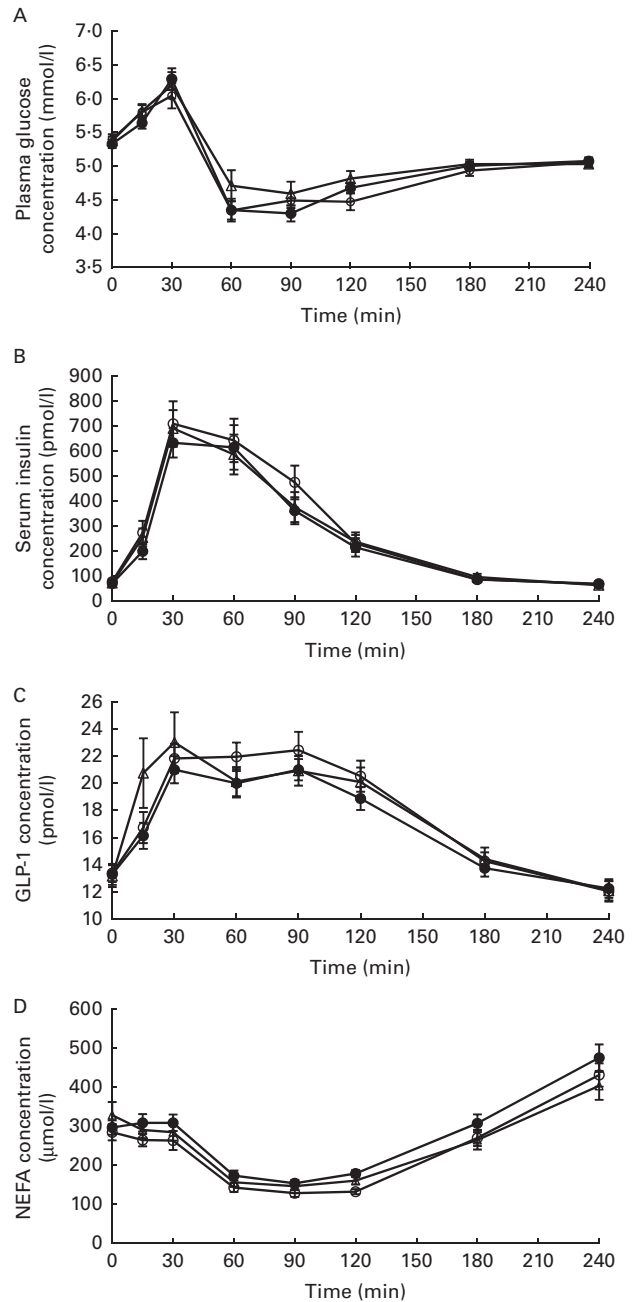 A
Plasma glucose
concentration (mmol/l)
7·0
6·5
6·0
5·5
5·0
4·5
4·0
3·5
0 30 60 90 120 150 180 210 240
Time (min)
B
Serum insulin
concentration (pmol/l)
900
800
700
600
500
400
300
200
100
0
0 30 60 90 120 150 180 210 240
Time (min)
C
GLP-1 concentration
(pmol/l)
26
24
22
20
18
16
14
12
10
0 30 60 90 120 150 180 210 240
Time (min)
D
NEFA concentration
(μmol/l)
600
500
400
300
200
100
0
0 30 60 90 120 150 180 210 240
Time (min)